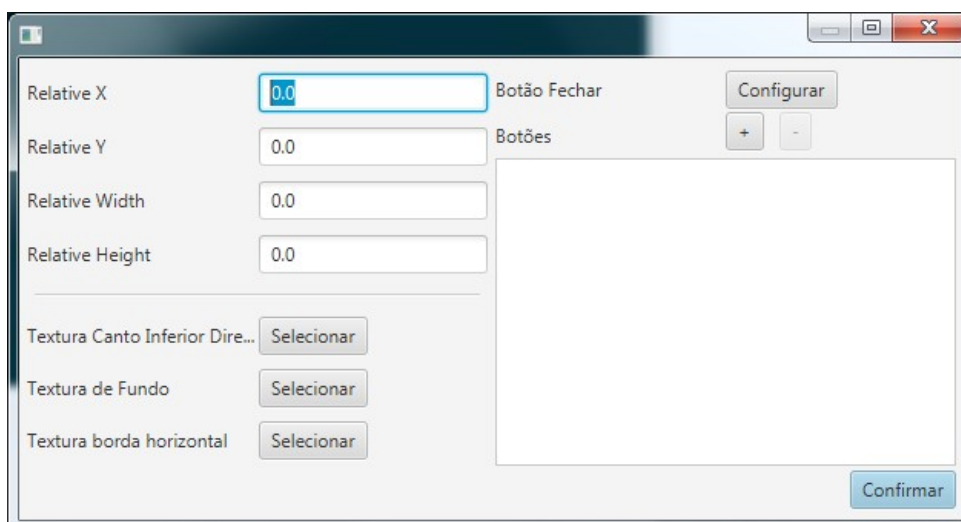 Relative X
0.0
Relative Y
0.0
Relative Width
0.0
Relative Height
0.0
Textura Canto Inferior Dire...
Selecionar
Textura de Fundo
Selecionar
Textura borda horizontal
Selecionar
Botão Fechar
Configurar
Botões
+
-
Confirmar